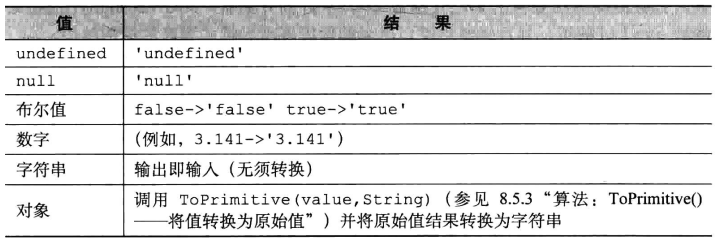 值 结 果
undefined 'undefined'
null 'null'
布尔值 false->'false' true->'true'
数字 (例如, 3.141->'3.141')
字符串 输出即输入（无须转换）
对象 调用 ToPrimitive(value,String)（参见 8.5.3“算法：ToPrimitive()
——将值转换为原始值”）并将原始值结果转换为字符串